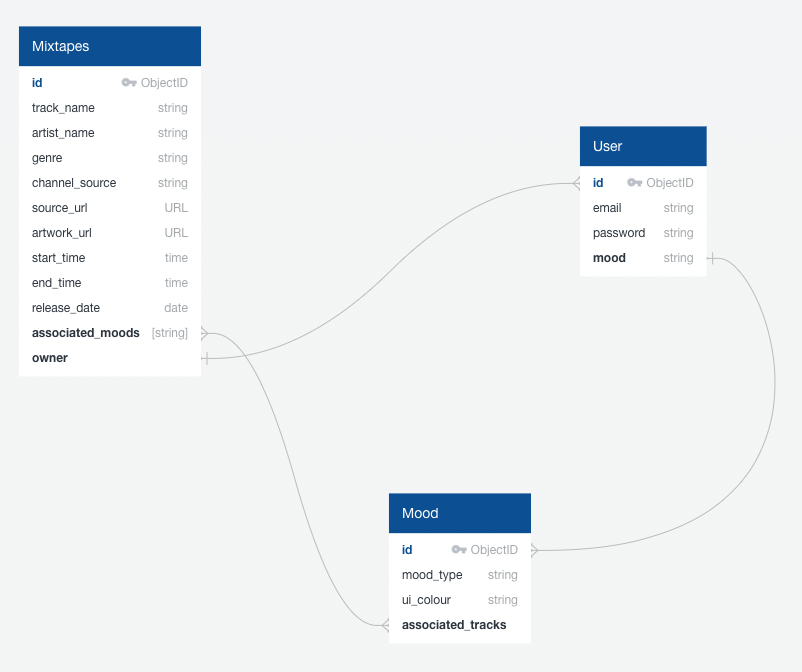 Mixtapes
id ObjectID
track_name string
artist_name string
genre string
channel_source string
source_url URL
artwork_url URL
start_time time
end_time time
release_date date
associated_moods [string]
owner
User
id ObjectID
email string
password string
mood string
Mood
id ObjectID
mood_type string
ui_colour string
associated_tracks